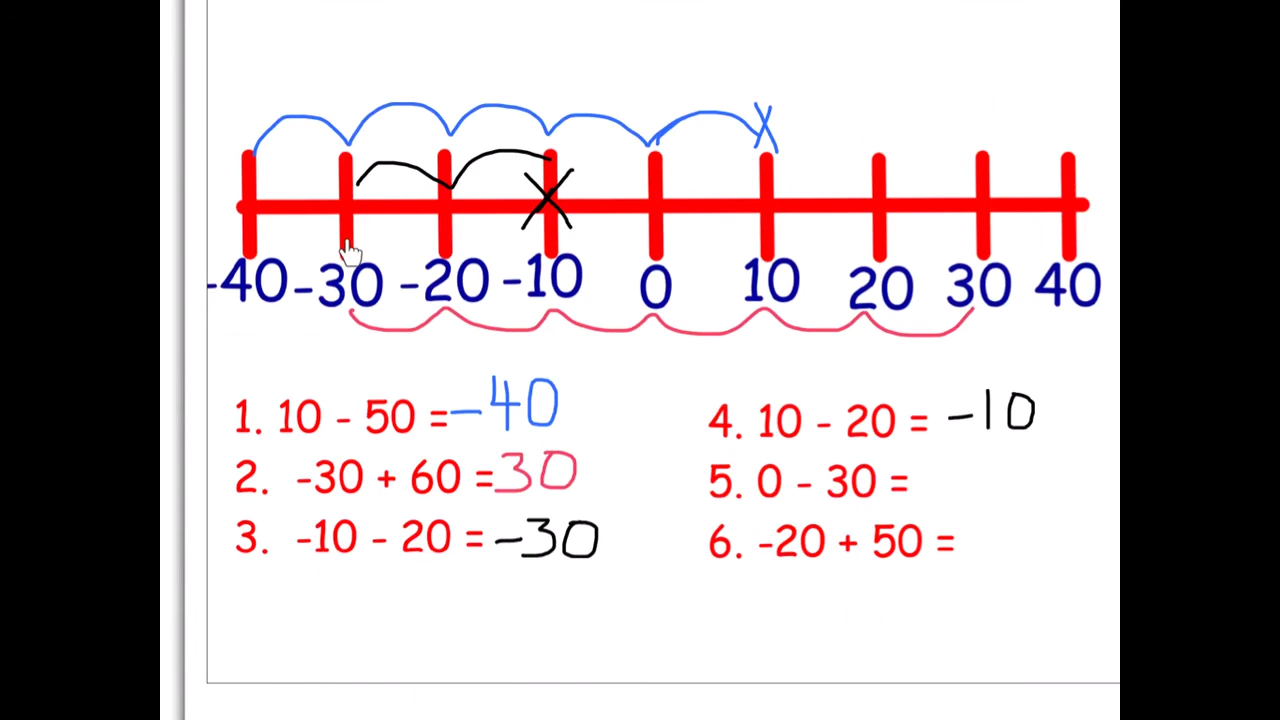 -40 -30 -20 -10 0 10 20 30 40
1. 10 - 50 = -40
2. -30 + 60 = 30
3. -10 - 20 = -30
4. 10 - 20 = -10
5. 0 - 30 =
6. -20 + 50 =